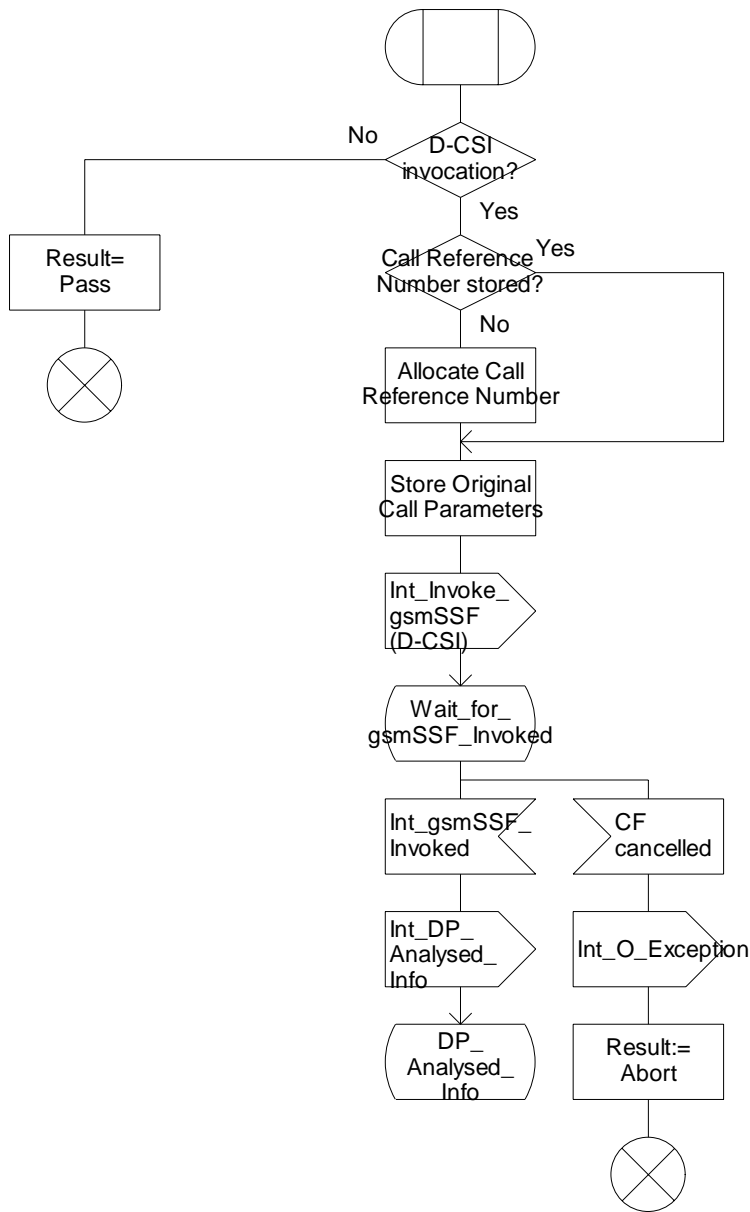 No
D-CSI
invocation?
Yes
Result=
Pass
Call Reference
Number stored?
Yes
No
Allocate Call
Reference Number
Store Original
Call Parameters
Int_Invoke_
gsmSSF
(D-CSI)
Wait_for_
gsmSSF_Invoked
Int_gsmSSF_
Invoked
CF
cancelled
Int_DP_
Analysed_
Info
Int_O_Exception
DP_
Analysed_
Info
Result:=
Abort